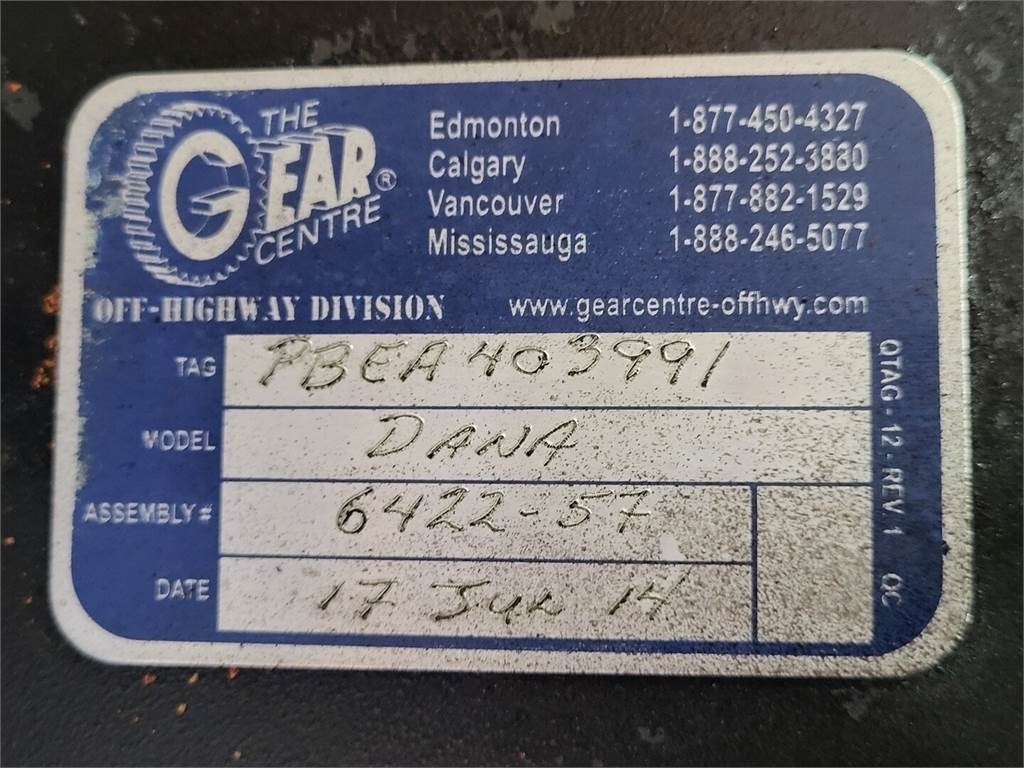 THE
GEAR®
CENTRE
Edmonton 1-877-450-4327
Calgary 1-888-252-3880
Vancouver 1-877-882-1529
Mississauga 1-888-246-5077
OFF-HIGHWAY DIVISION www.gearcentre-offhwy.com
TAG PBEA403991
MODEL DANA
ASSEMBLY# 6422-57
DATE 17 Jun 14
QTAG-12-REV.1 QC